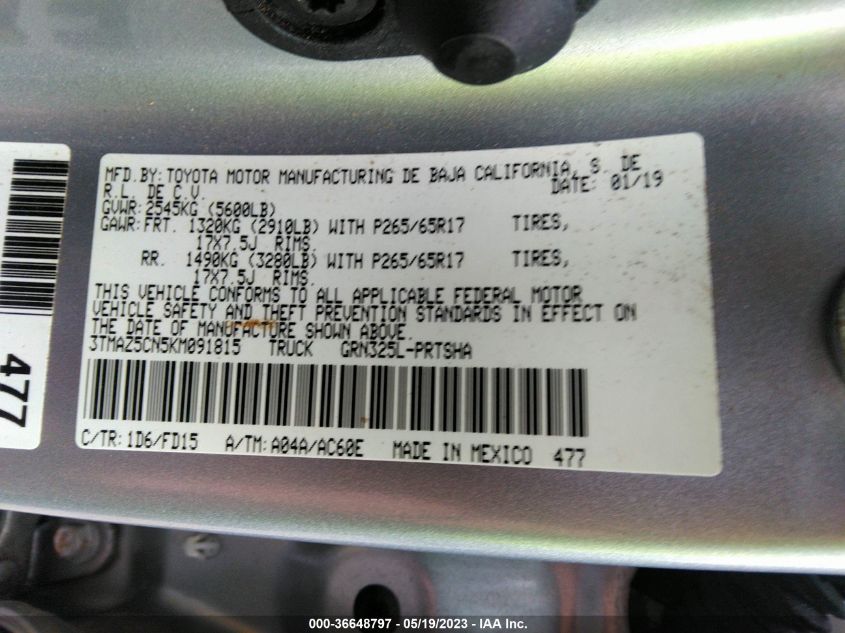 MFD. BY: TOYOTA MOTOR MANUFACTURING DE BAJA CALIFORNIA, S. DE
R.L. DE C.V. DATE: 01/19
GVWR: 2545KG (5600LB)
GAWR: FRT. 1320KG (2910LB) WITH P265/65R17 TIRES,
17X7.5J RIMS.
RR. 1490KG (3280LB) WITH P265/65R17 TIRES,
17X7.5J RIMS.
THIS VEHICLE CONFORMS TO ALL APPLICABLE FEDERAL MOTOR
VEHICLE SAFETY AND THEFT PREVENTION STANDARDS IN EFFECT ON
THE DATE OF MANUFACTURE SHOWN ABOVE.
3TMAZ5CN5KM091815 TRUCK GRN325L-PRTSHA
C/TR: 1D6/FD15 A/TM: A04A/AC60E MADE IN MEXICO 477
477
000-36648797 - 05/19/2023 - IAA Inc.